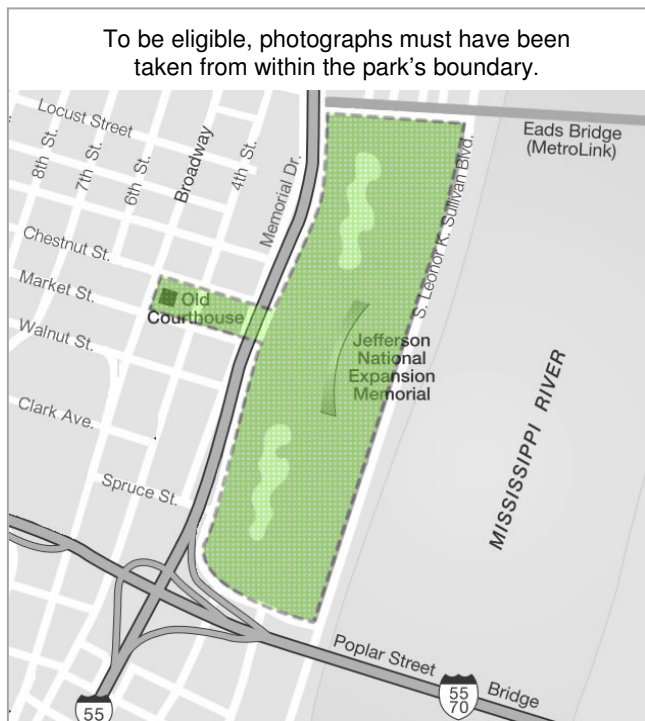 To be eligible, photographs must have been
taken from within the park’s boundary.
Locust Street
8th St.
7th St.
6th St.
Broadway
4th St.
Memorial Dr.
Eads Bridge
(MetroLink)
S. Leonor K. Sullivan Blvd.
Chestnut St.
Market St.
Walnut St.
Old
Courthouse
Jefferson
National
Expansion
Memorial
Clark Ave.
Spruce St.
MISSISSIPPI RIVER
Poplar Street
Bridge
55
70
55